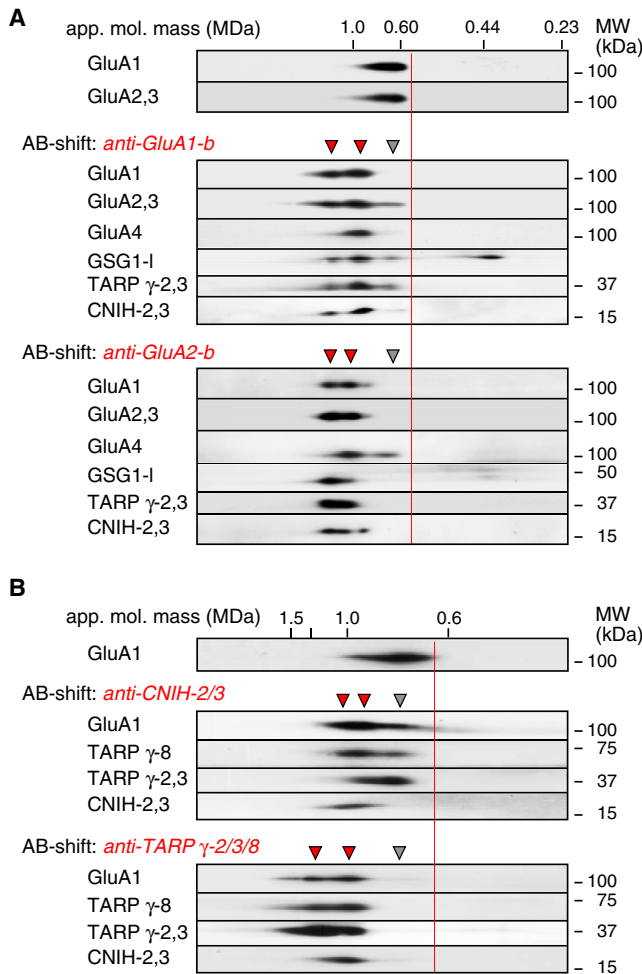 A
app. mol. mass (MDa) 1.0 0.60 0.44 0.23 MW
(kDa)
GluA1 – 100
GluA2,3 – 100
AB-shift: anti-GluA1-b
GluA1 – 100
GluA2,3 – 100
GluA4 – 100
GSG1-l
TARP γ-2,3 – 37
CNIH-2,3 – 15
AB-shift: anti-GluA2-b
GluA1 – 100
GluA2,3 – 100
GluA4 – 100
– 50
GSG1-l
TARP γ-2,3 – 37
CNIH-2,3 – 15
B
app. mol. mass (MDa) 1.5 1.0 0.6 MW
(kDa)
GluA1 – 100
AB-shift: anti-CNIH-2/3
GluA1 – 100
– 75
TARP γ-8
TARP γ-2,3 – 37
CNIH-2,3 – 15
AB-shift: anti-TARP γ-2/3/8
GluA1 – 100
– 75
TARP γ-8
TARP γ-2,3 – 37
CNIH-2,3 – 15